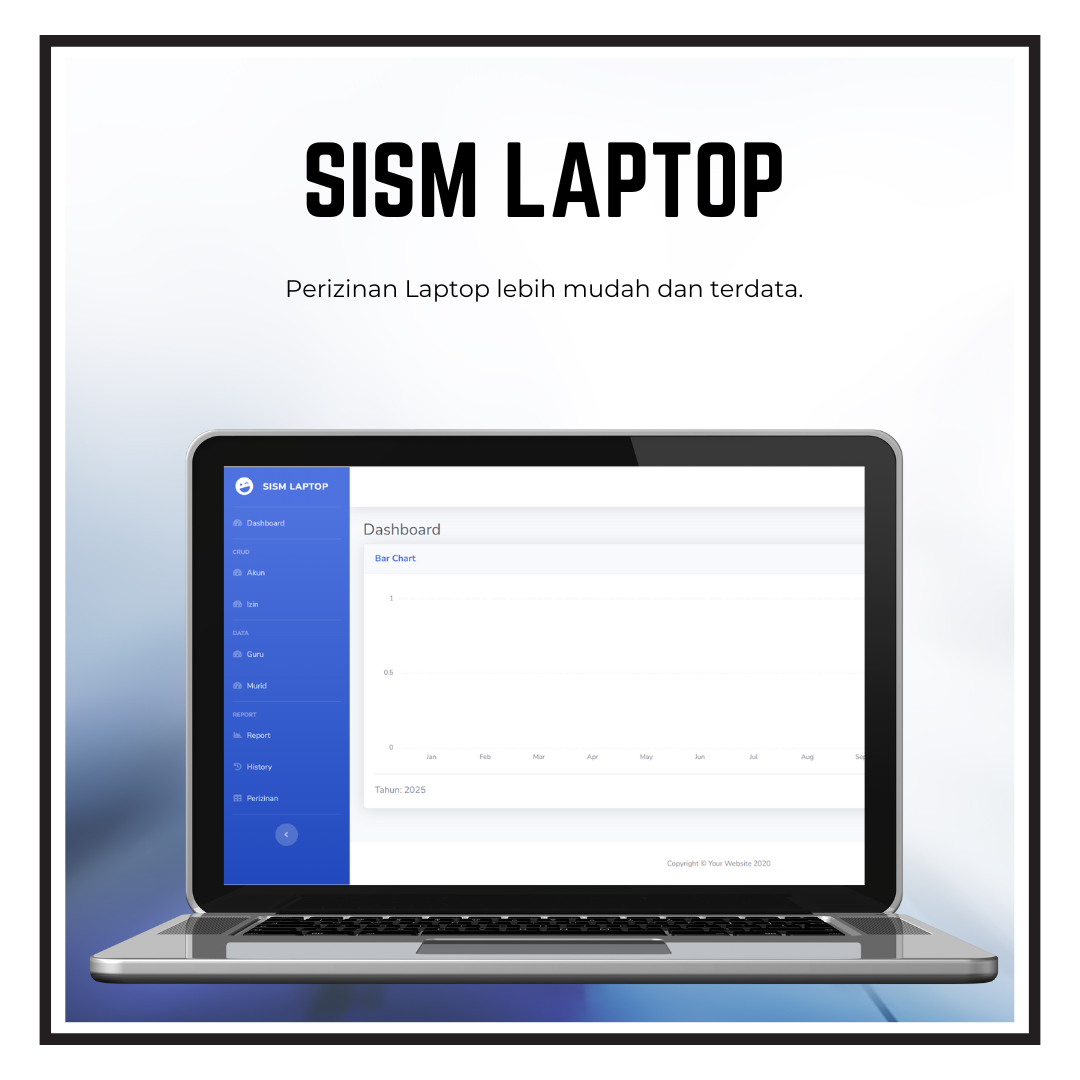 SISM LAPTOP
Perizinan Laptop lebih mudah dan terdata.
SISM LAPTOP
Dashboard
CRUD
Akun
Izin
DATA
Guru
Murid
REPORT
Report
History
Perizinan
Dashboard
Bar Chart
1
0.5
0
Jan Feb Mar Apr May Jun Jul Aug Sep
Tahun: 2025
Copyright © Your Website 2020